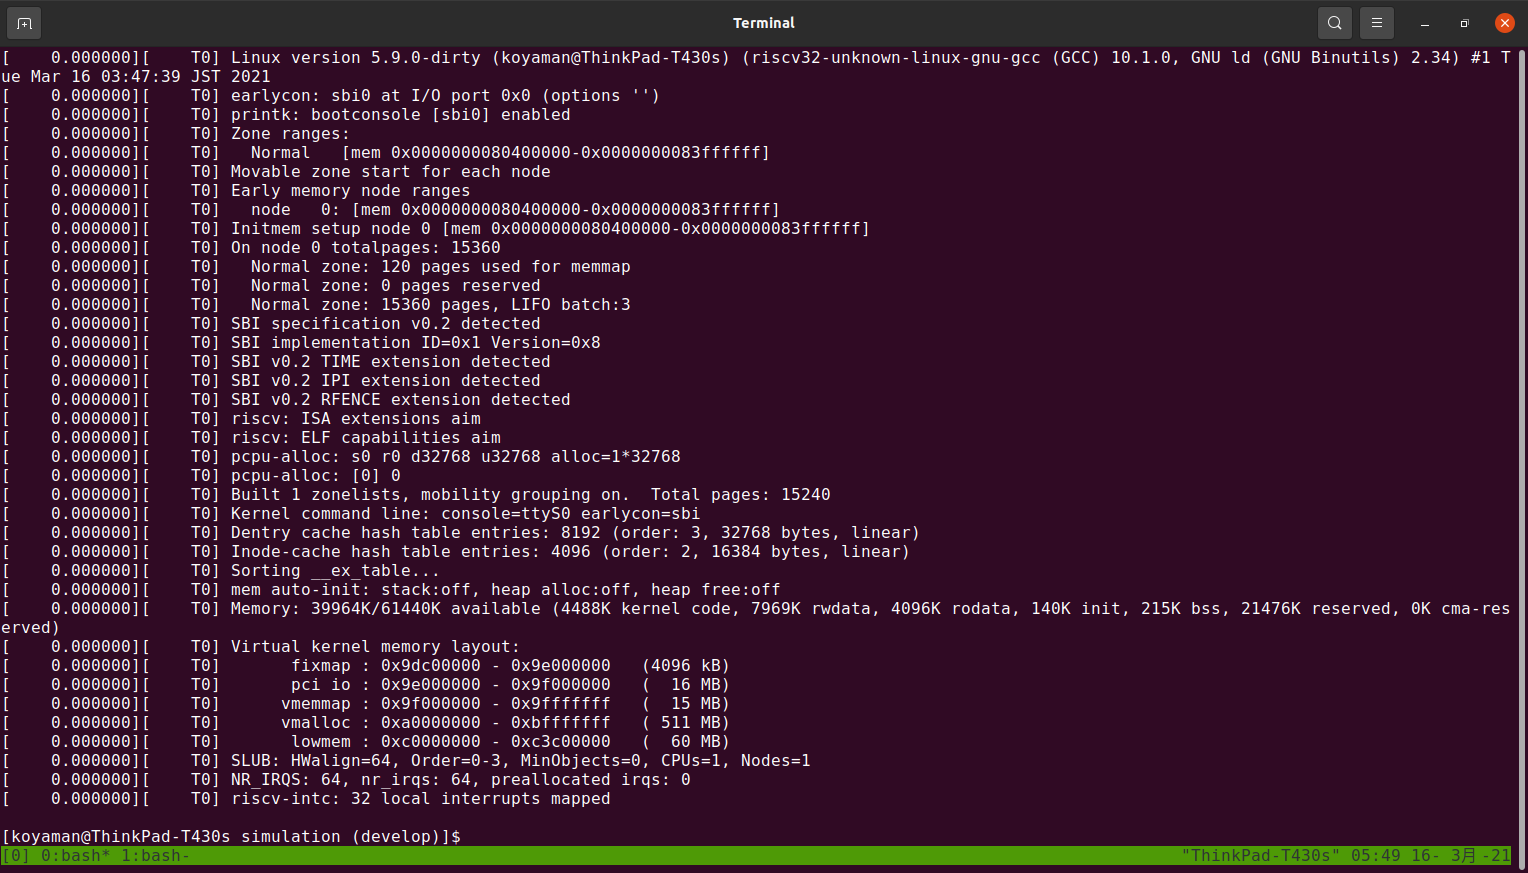 Terminal
[    0.000000][    T0] Linux version 5.9.0-dirty (koyaman@ThinkPad-T430s) (riscv32-unknown-linux-gnu-gcc (GCC) 10.1.0, GNU ld (GNU Binutils) 2.34) #1 T
ue Mar 16 03:47:39 JST 2021
[    0.000000][    T0] earlycon: sbi0 at I/O port 0x0 (options '')
[    0.000000][    T0] printk: bootconsole [sbi0] enabled
[    0.000000][    T0] Zone ranges:
[    0.000000][    T0]   Normal   [mem 0x0000000080400000-0x0000000083ffffff]
[    0.000000][    T0] Movable zone start for each node
[    0.000000][    T0] Early memory node ranges
[    0.000000][    T0]   node   0: [mem 0x0000000080400000-0x0000000083ffffff]
[    0.000000][    T0] Initmem setup node 0 [mem 0x0000000080400000-0x0000000083ffffff]
[    0.000000][    T0] On node 0 totalpages: 15360
[    0.000000][    T0]   Normal zone: 120 pages used for memmap
[    0.000000][    T0]   Normal zone: 0 pages reserved
[    0.000000][    T0]   Normal zone: 15360 pages, LIFO batch:3
[    0.000000][    T0] SBI specification v0.2 detected
[    0.000000][    T0] SBI implementation ID=0x1 Version=0x8
[    0.000000][    T0] SBI v0.2 TIME extension detected
[    0.000000][    T0] SBI v0.2 IPI extension detected
[    0.000000][    T0] SBI v0.2 RFENCE extension detected
[    0.000000][    T0] riscv: ISA extensions aim
[    0.000000][    T0] riscv: ELF capabilities aim
[    0.000000][    T0] pcpu-alloc: s0 r0 d32768 u32768 alloc=1*32768
[    0.000000][    T0] pcpu-alloc: [0] 0
[    0.000000][    T0] Built 1 zonelists, mobility grouping on.  Total pages: 15240
[    0.000000][    T0] Kernel command line: console=ttyS0 earlycon=sbi
[    0.000000][    T0] Dentry cache hash table entries: 8192 (order: 3, 32768 bytes, linear)
[    0.000000][    T0] Inode-cache hash table entries: 4096 (order: 2, 16384 bytes, linear)
[    0.000000][    T0] Sorting __ex_table...
[    0.000000][    T0] mem auto-init: stack:off, heap alloc:off, heap free:off
[    0.000000][    T0] Memory: 39964K/61440K available (4488K kernel code, 7969K rwdata, 4096K rodata, 140K init, 215K bss, 21476K reserved, 0K cma-res
erved)
[    0.000000][    T0] Virtual kernel memory layout:
[    0.000000][    T0]       fixmap : 0x9dc00000 - 0x9e000000   (4096 kB)
[    0.000000][    T0]       pci io : 0x9e000000 - 0x9f000000   (  16 MB)
[    0.000000][    T0]      vmemmap : 0x9f000000 - 0x9fffffff   (  15 MB)
[    0.000000][    T0]      vmalloc : 0xa0000000 - 0xbfffffff   ( 511 MB)
[    0.000000][    T0]       lowmem : 0xc0000000 - 0xc3c00000   (  60 MB)
[    0.000000][    T0] SLUB: HWalign=64, Order=0-3, MinObjects=0, CPUs=1, Nodes=1
[    0.000000][    T0] NR_IRQS: 64, nr_irqs: 64, preallocated irqs: 0
[    0.000000][    T0] riscv-intc: 32 local interrupts mapped
[koyaman@ThinkPad-T430s simulation (develop)]$
[0] 0:bash* 1:bash- "ThinkPad-T430s" 05:49 16- 3月-21